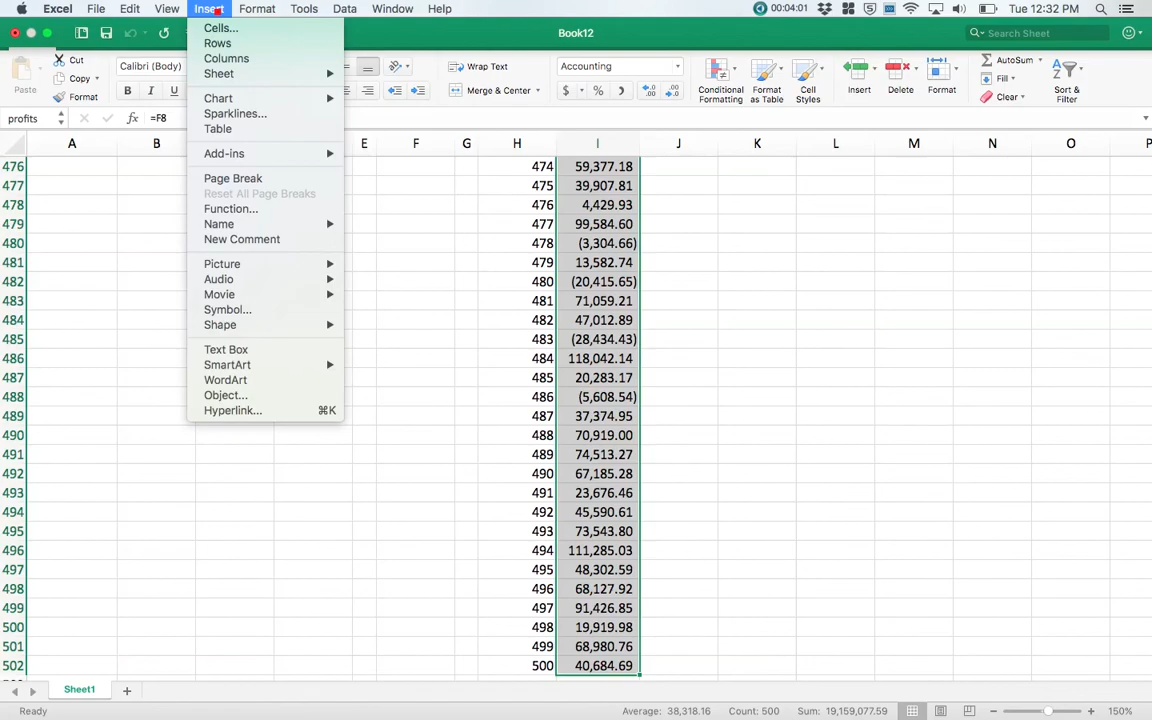 Excel File Edit View Insert Format Tools Data Window Help 00:04:01 Tue 12:32 PM
Book12 Search Sheet
Cut
Copy
Format
Paste
Calibri (Body)
B I U
Wrap Text
Merge & Center
Accounting
$ %
Conditional Formatting
Format as Table
Cell Styles
Insert
Delete
Format
AutoSum
Fill
Clear
Sort & Filter
profits fx =F8
Cells...
Rows
Columns
Sheet
Chart
Sparklines...
Table
Add-ins
Page Break
Reset All Page Breaks
Function...
Name
New Comment
Picture
Audio
Movie
Symbol...
Shape
Text Box
SmartArt
WordArt
Object...
Hyperlink... ⌘K
A B E F G H I J K L M N O P
476 474 59,377.18
477 475 39,907.81
478 476 4,429.93
479 477 99,584.60
480 478 (3,304.66)
481 479 13,582.74
482 480 (20,415.65)
483 481 71,059.21
484 482 47,012.89
485 483 (28,434.43)
486 484 118,042.14
487 485 20,283.17
488 486 (5,608.54)
489 487 37,374.95
490 488 70,919.00
491 489 74,513.27
492 490 67,185.28
493 491 23,676.46
494 492 45,590.61
495 493 73,543.80
496 494 111,285.03
497 495 48,302.59
498 496 68,127.92
499 497 91,426.85
500 498 19,919.98
501 499 68,980.76
502 500 40,684.69
Sheet1
Ready Average: 38,318.16 Count: 500 Sum: 19,159,077.59 150%